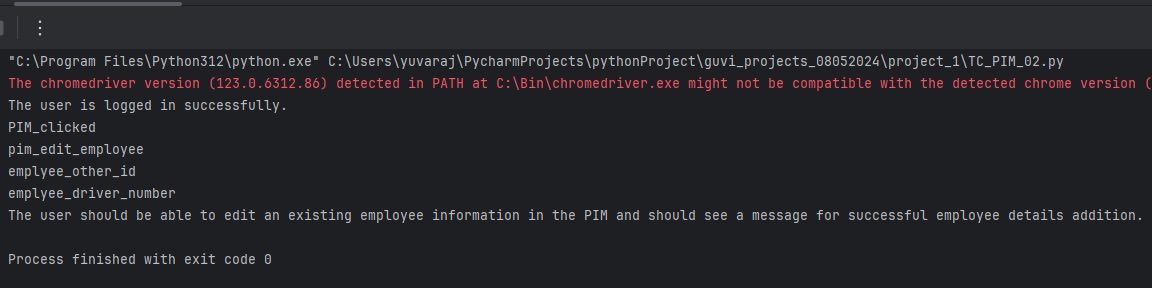 "C:\Program Files\Python312\python.exe" C:\Users\yuvaraj\PycharmProjects\pythonProject\guvi_projects_08052024\project_1\TC_PIM_02.py
The chromedriver version (123.0.6312.86) detected in PATH at C:\Bin\chromedriver.exe might not be compatible with the detected chrome version (
The user is logged in successfully.
PIM_clicked
pim_edit_employee
emplyee_other_id
emplyee_driver_number
The user should be able to edit an existing employee information in the PIM and should see a message for successful employee details addition.
Process finished with exit code 0